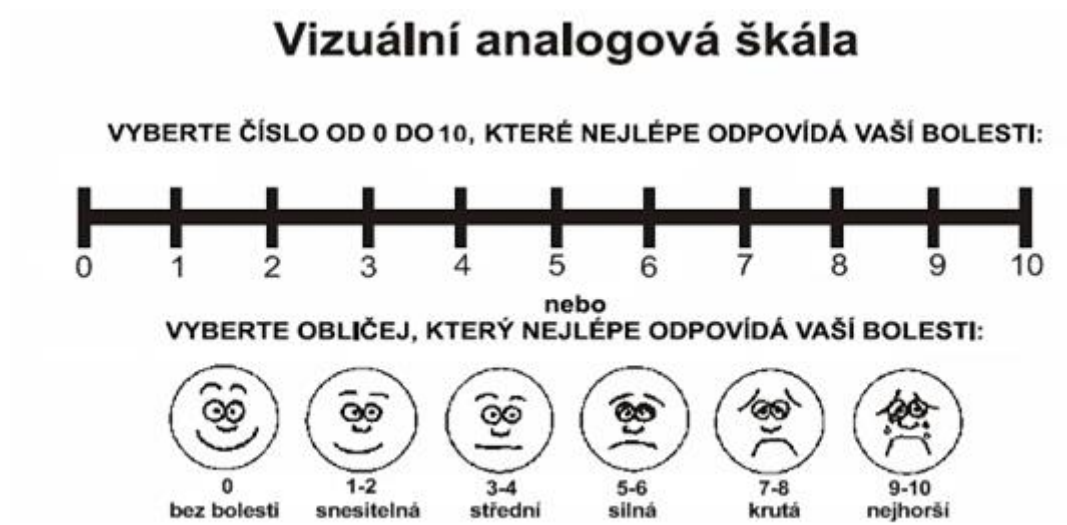 Vizuální analogová škála
VYBERTE ČÍSLO OD 0 DO 10, KTERÉ NEJLÉPE ODPOVÍDÁ VAŠÍ BOLESTI:
0 1 2 3 4 5 6 7 8 9 10
nebo
VYBERTE OBLIČEJ, KTERÝ NEJLÉPE ODPOVÍDÁ VAŠÍ BOLESTI:
0 1-2 3-4 5-6 7-8 9-10
bez bolesti snesitelná střední silná krutá nejhorší